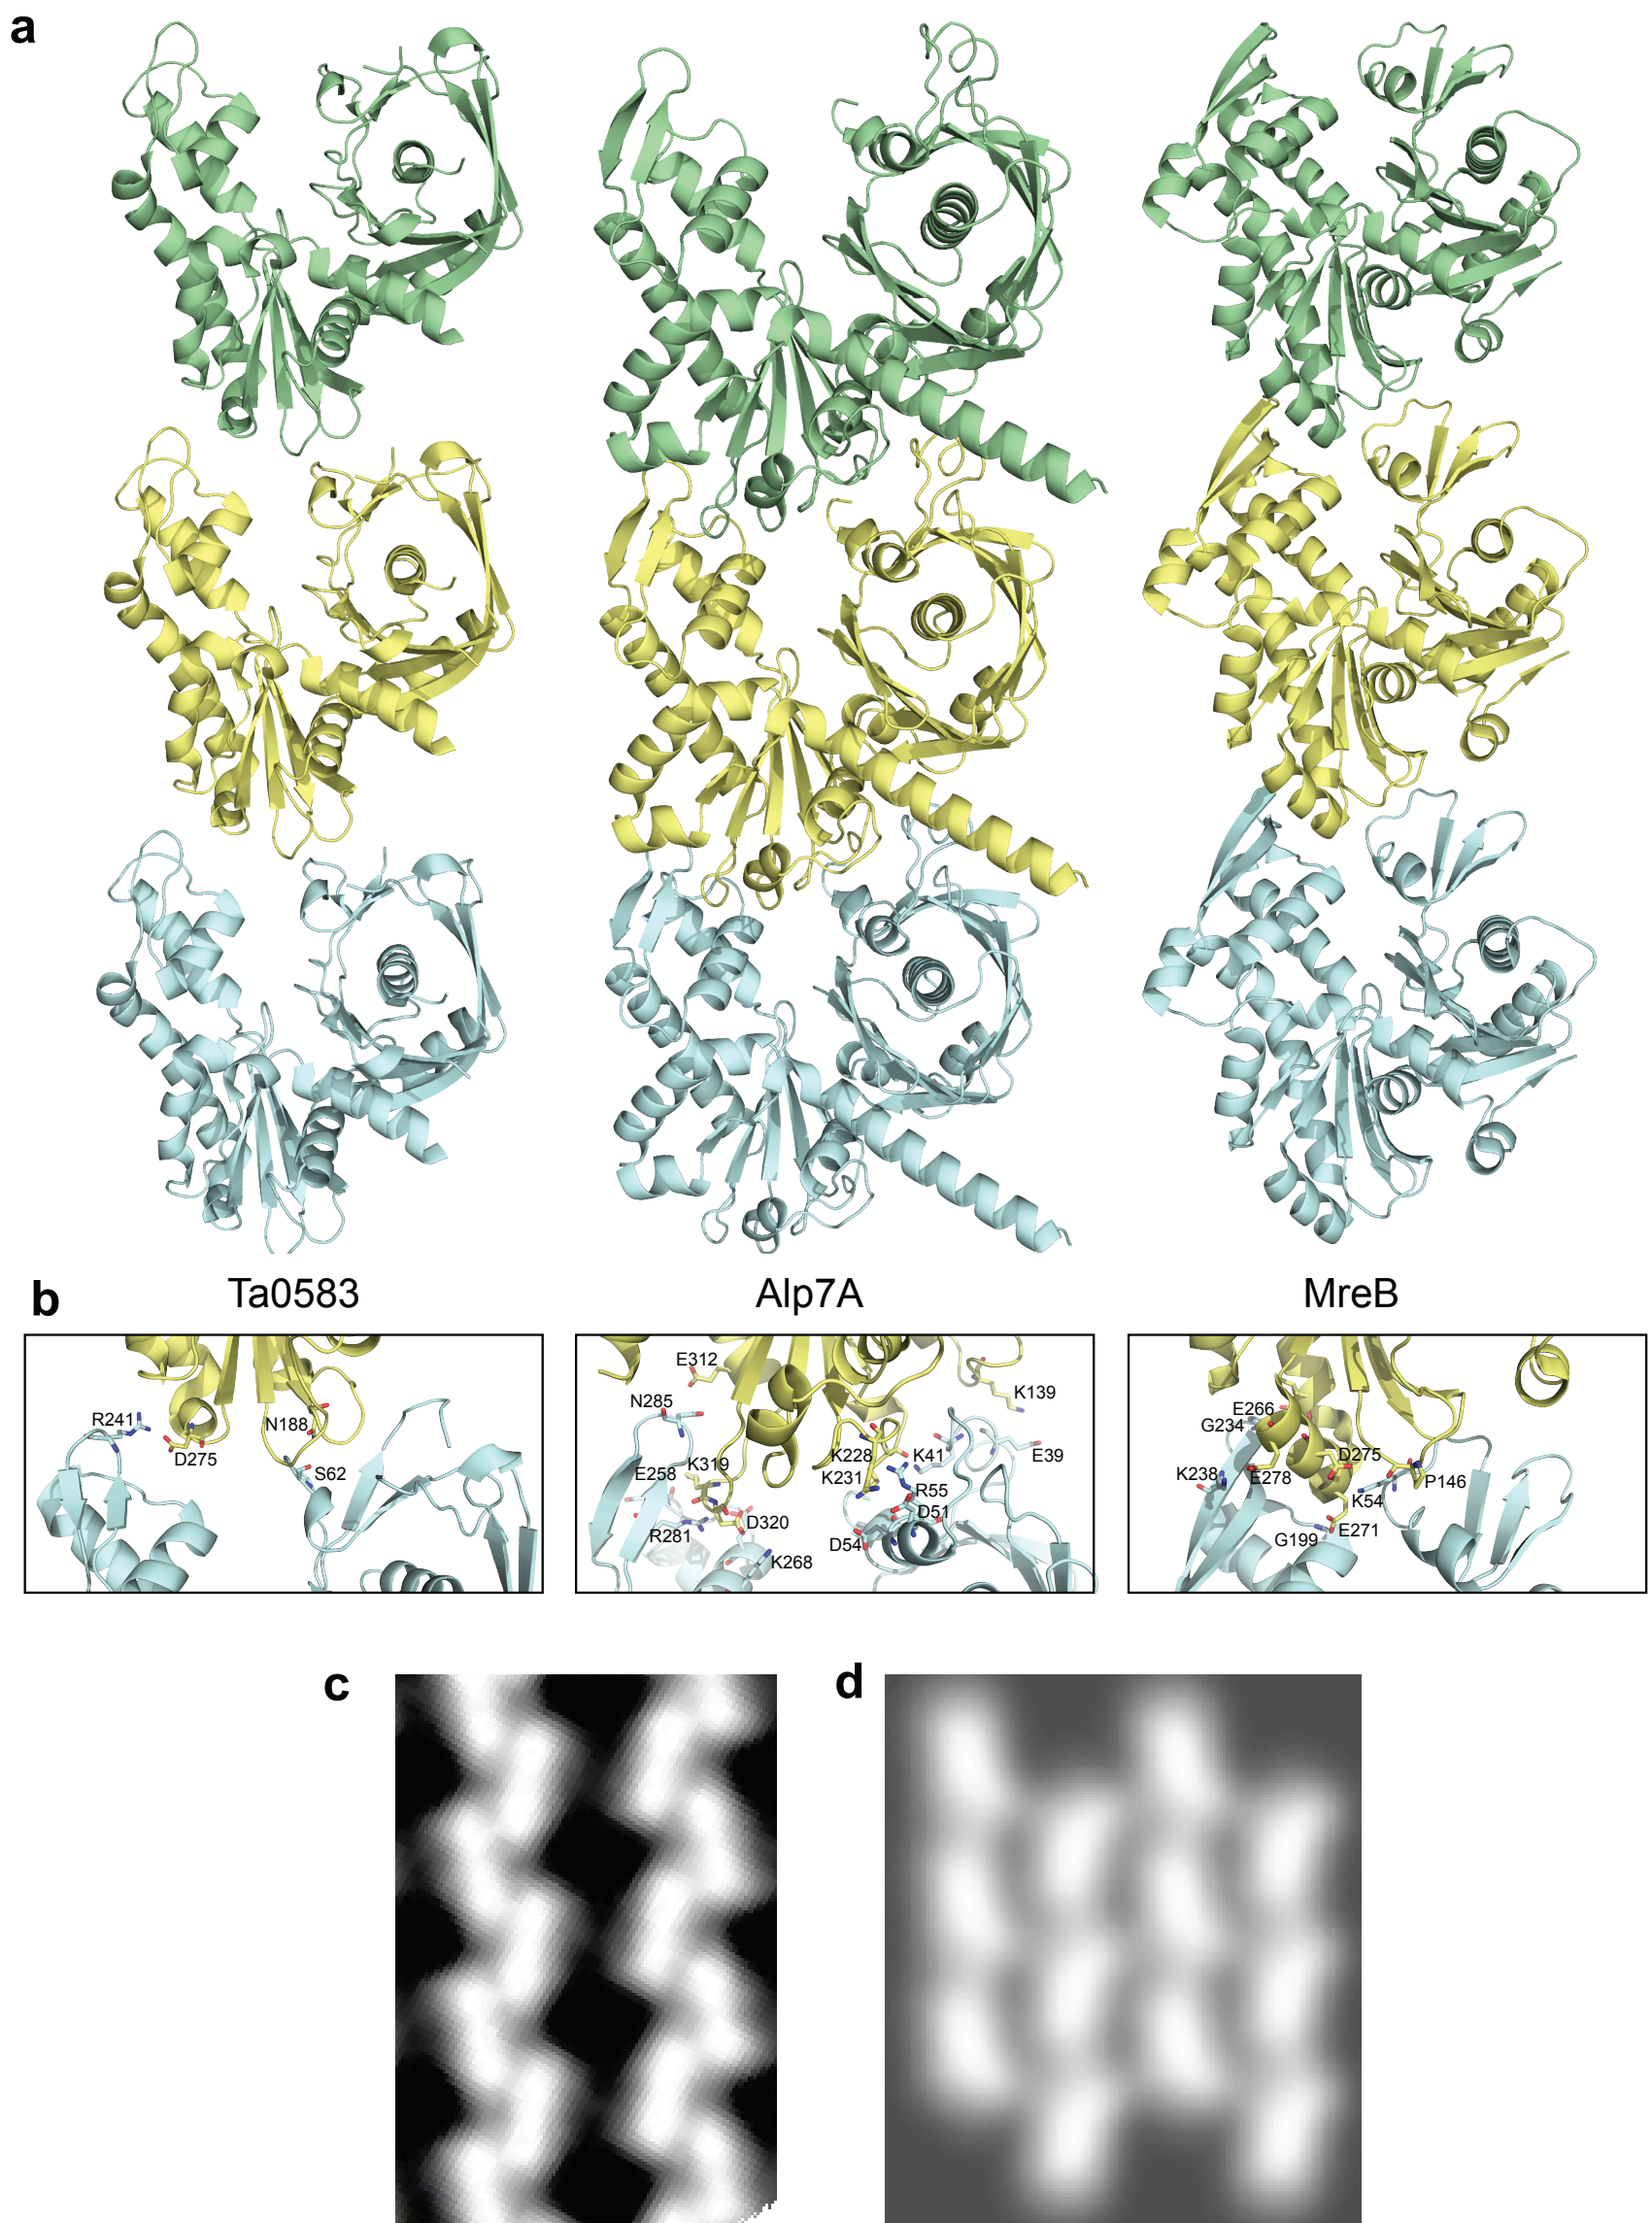 a
b
Ta0583 Alp7A MreB
R241
D275
N188
S62
E312
N285
K139
K228
K41
E39
K319
E258
K231
R55
D51
R281
D320
D54
K268
E266
G234
D275
K238
E278
P146
K54
E271
G199
c
d